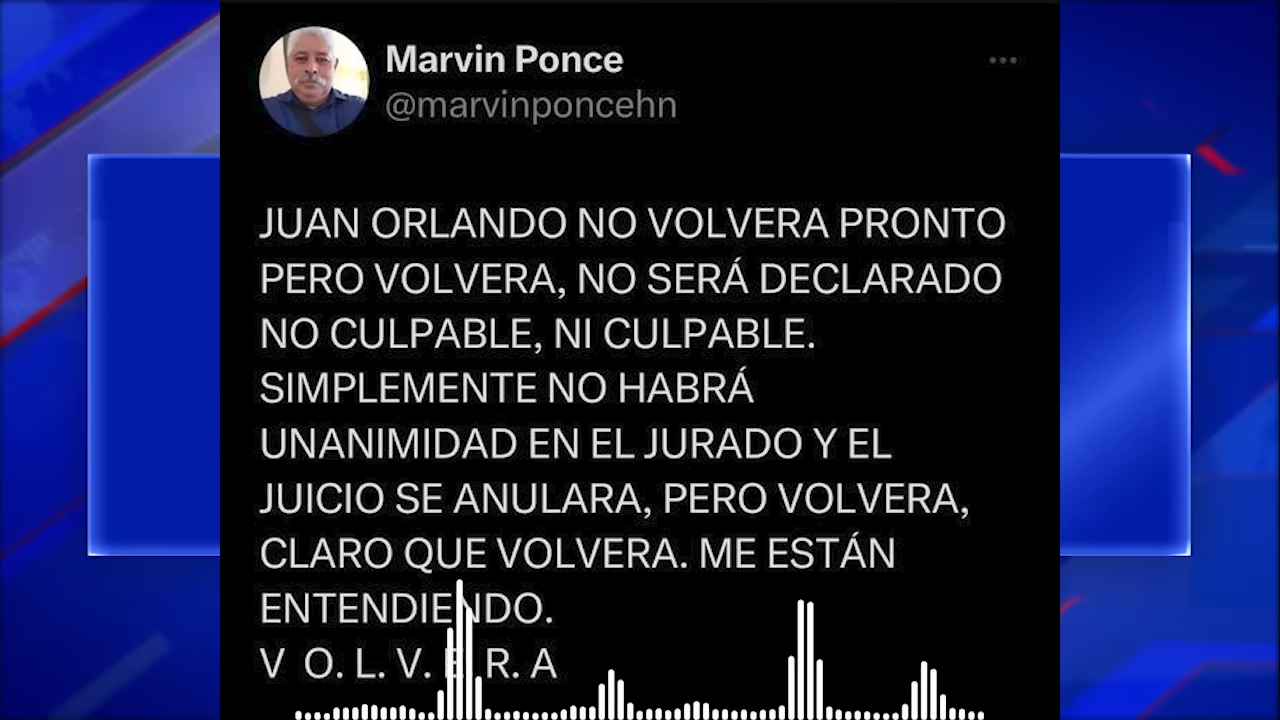 Marvin Ponce
@marvinponcehn
JUAN ORLANDO NO VOLVERA PRONTO
PERO VOLVERA, NO SERÁ DECLARADO
NO CULPABLE, NI CULPABLE.
SIMPLEMENTE NO HABRÁ
UNANIMIDAD EN EL JURADO Y EL
JUICIO SE ANULARA, PERO VOLVERA,
CLARO QUE VOLVERA. ME ESTÁN
ENTENDIENDO.
V O. L. V. E. R. A